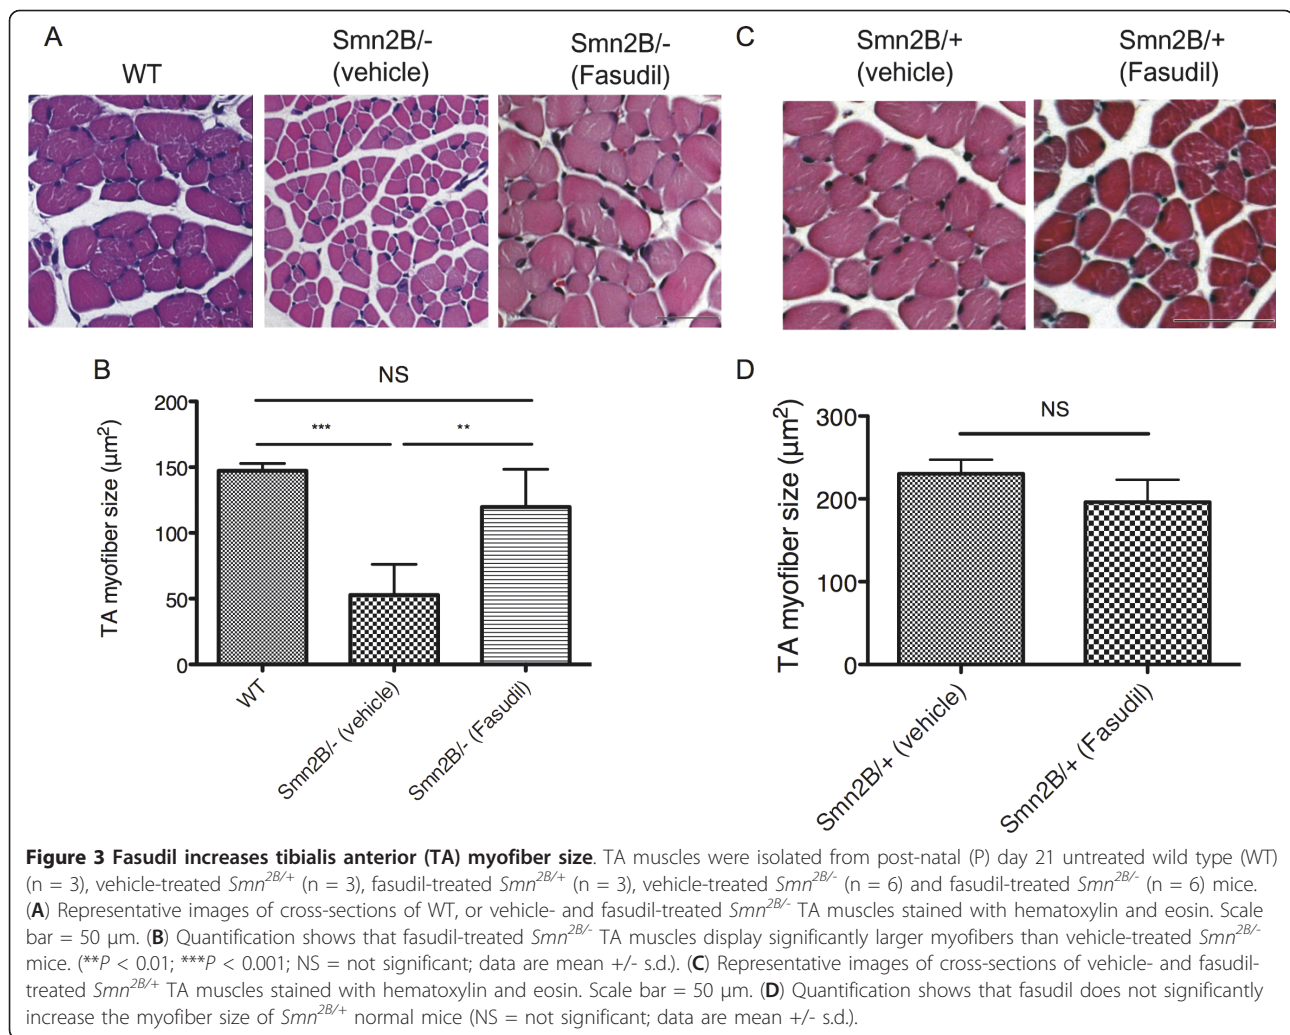 A
WT
Smn2B/-
(vehicle)
Smn2B/-
(Fasudil)
C
Smn2B/+
(vehicle)
Smn2B/+
(Fasudil)
B
TA myofiber size (µm²)
200
150
100
50
0
NS
***
**
WT
Smn2B/- (vehicle)
Smn2B/- (Fasudil)
D
TA myofiber size (µm²)
300
200
100
0
NS
Smn2B/+ (vehicle)
Smn2B/+ (Fasudil)
Figure 3 Fasudil increases tibialis anterior (TA) myofiber size. TA muscles were isolated from post-natal (P) day 21 untreated wild type (WT)
(n = 3), vehicle-treated Smn2B/+ (n = 3), fasudil-treated Smn2B/+ (n = 3), vehicle-treated Smn2B/- (n = 6) and fasudil-treated Smn2B/- (n = 6) mice.
(A) Representative images of cross-sections of WT, or vehicle- and fasudil-treated Smn2B/- TA muscles stained with hematoxylin and eosin. Scale
bar = 50 µm. (B) Quantification shows that fasudil-treated Smn2B/- TA muscles display significantly larger myofibers than vehicle-treated Smn2B/-
mice. (**P < 0.01; ***P < 0.001; NS = not significant; data are mean +/- s.d.). (C) Representative images of cross-sections of vehicle- and fasudil-
treated Smn2B/+ TA muscles stained with hematoxylin and eosin. Scale bar = 50 µm. (D) Quantification shows that fasudil does not significantly
increase the myofiber size of Smn2B/+ normal mice (NS = not significant; data are mean +/- s.d.).